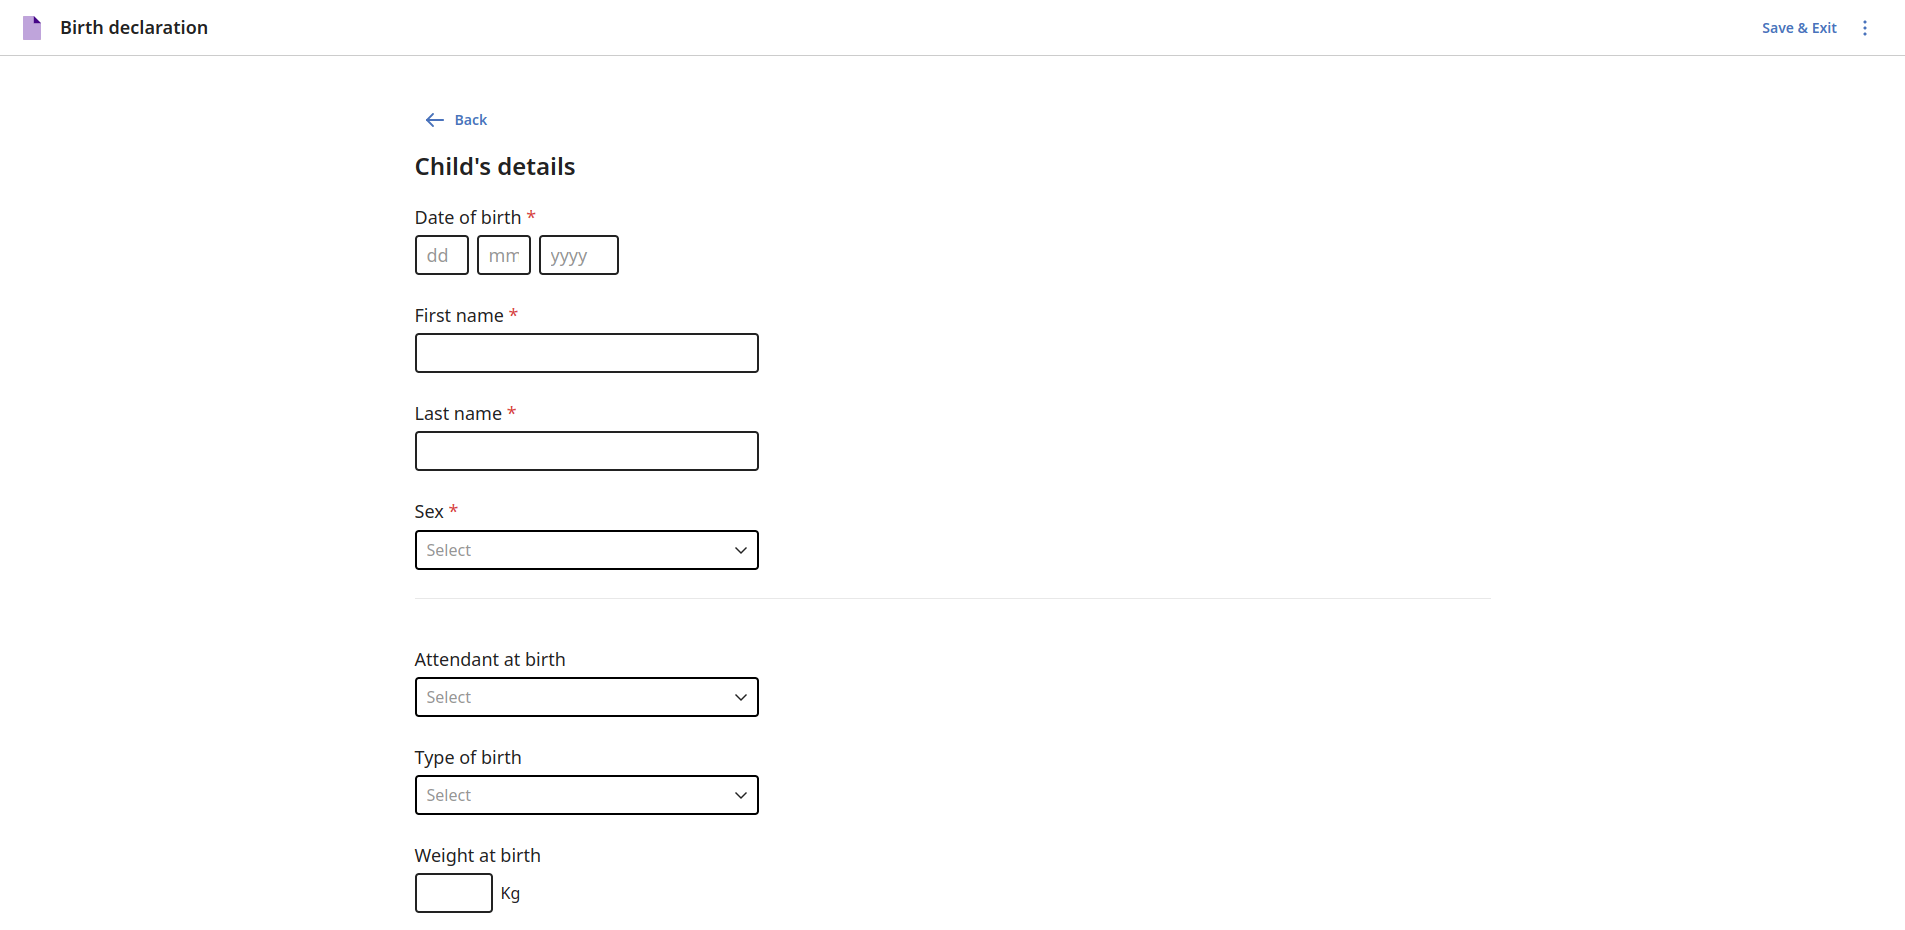 Birth declaration
Save & Exit
Back
Child's details
Date of birth *
dd mm yyyy
First name *
Last name *
Sex *
Select
Attendant at birth
Select
Type of birth
Select
Weight at birth
Kg